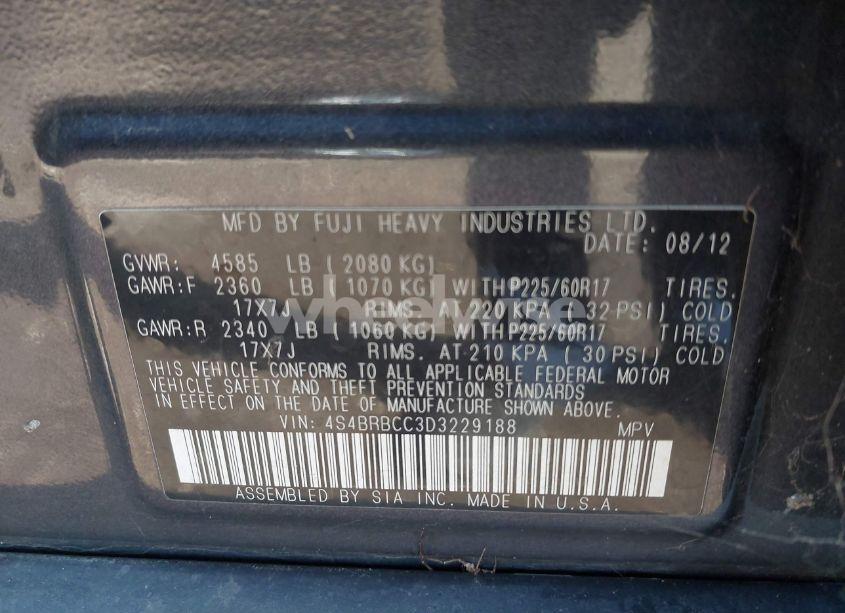 MFD BY FUJI HEAVY INDUSTRIES LTD.
DATE: 08/12
GVWR: 4585 LB ( 2080 KG)
GAWR:F 2360 LB ( 1070 KG) WITH P225/60R17 TIRES.
17X7J RIMS. AT 220 KPA ( 32 PSI) COLD
GAWR:R 2340 LB ( 1060 KG) WITH P225/60R17 TIRES.
17X7J RIMS. AT 210 KPA ( 30 PSI) COLD
THIS VEHICLE CONFORMS TO ALL APPLICABLE FEDERAL MOTOR
VEHICLE SAFETY AND THEFT PREVENTION STANDARDS
IN EFFECT ON THE DATE OF MANUFACTURE SHOWN ABOVE.
VIN: 4S4BRBCC3D3229188 MPV
ASSEMBLED BY SIA INC. MADE IN U.S.A.